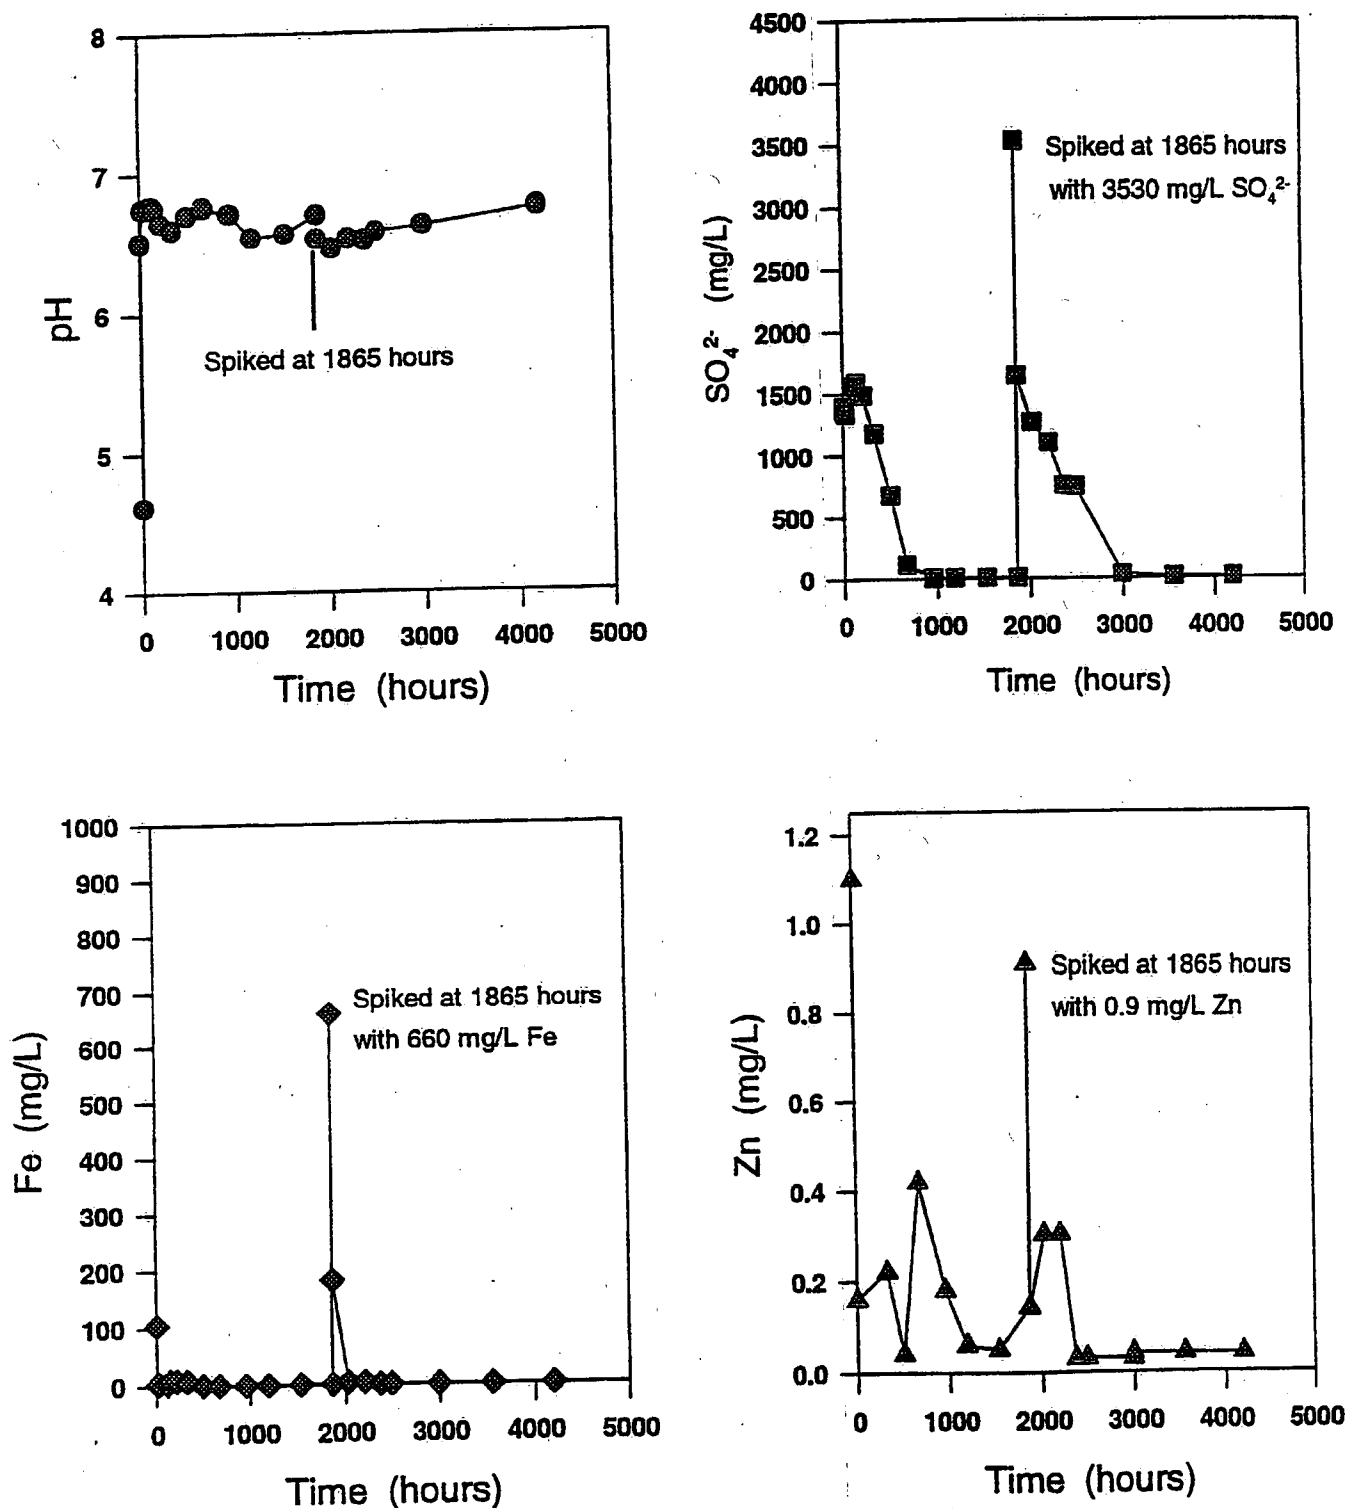 8
7
6
5
4
pH
Spiked at 1865 hours
0 1000 2000 3000 4000 5000
Time (hours)
4500
4000
3500
3000
2500
2000
1500
1000
500
0
SO₄²⁻ (mg/L)
Spiked at 1865 hours
with 3530 mg/L SO₄²⁻
0 1000 2000 3000 4000 5000
Time (hours)
1000
900
800
700
600
500
400
300
200
100
0
Fe (mg/L)
Spiked at 1865 hours
with 660 mg/L Fe
0 1000 2000 3000 4000 5000
Time (hours)
1.2
1.0
0.8
0.6
0.4
0.2
0.0
Zn (mg/L)
Spiked at 1865 hours
with 0.9 mg/L Zn
0 1000 2000 3000 4000 5000
Time (hours)